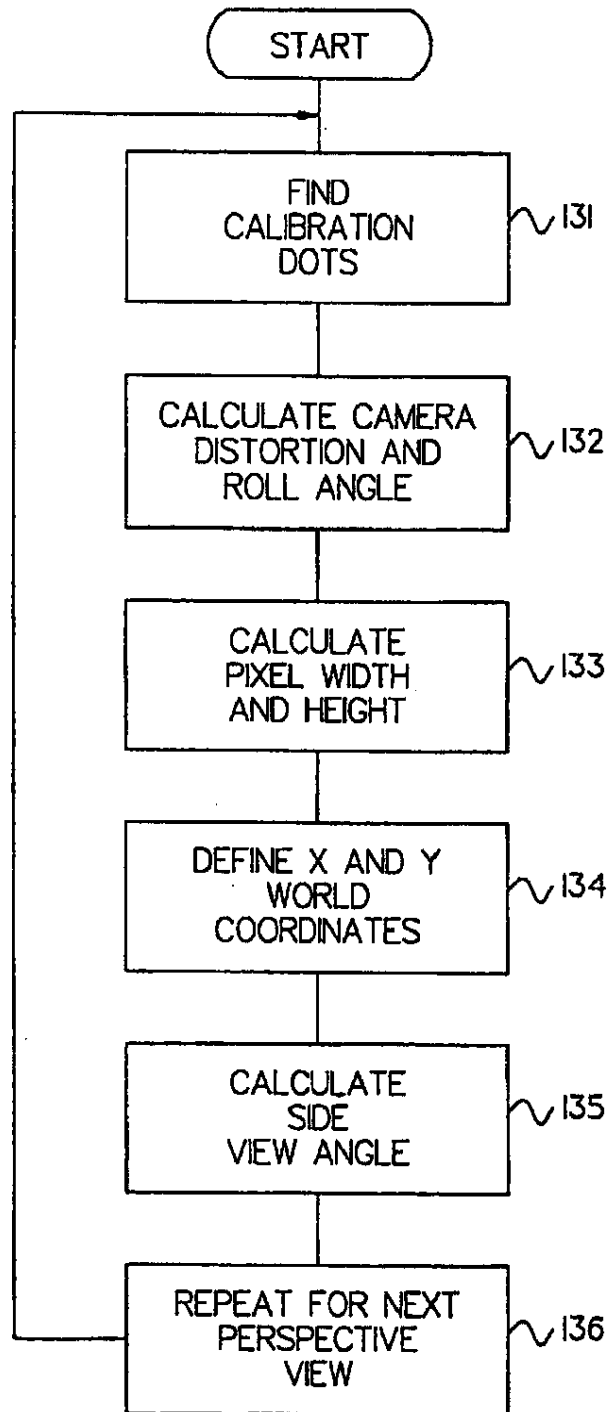 START
FIND
CALIBRATION
DOTS
131
CALCULATE CAMERA
DISTORTION AND
ROLL ANGLE
132
CALCULATE
PIXEL WIDTH
AND HEIGHT
133
DEFINE X AND Y
WORLD
COORDINATES
134
CALCULATE
SIDE
VIEW ANGLE
135
REPEAT FOR NEXT
PERSPECTIVE
VIEW
136